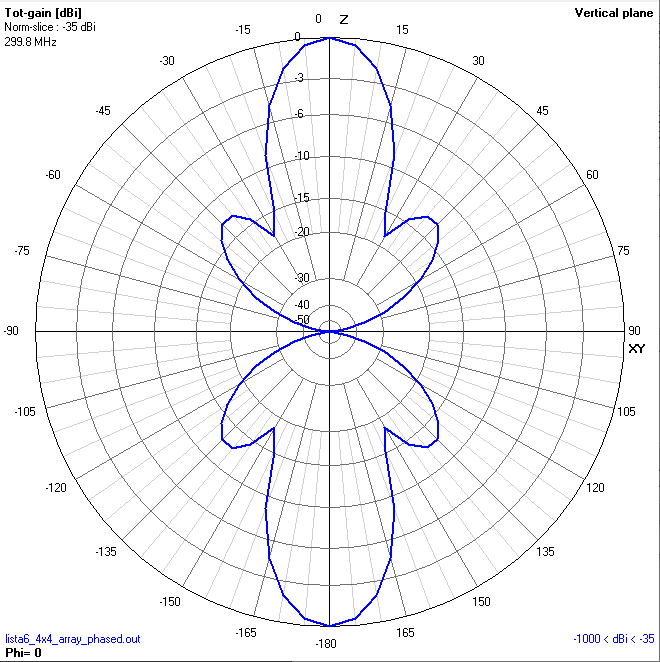 Tot-gain [dBi]
Norm-slice : -35 dBi
299.8 MHz
Vertical plane
0 Z
-15 15
-30 30
-45 45
-60 60
-75 75
-90 90
XY
-105 105
-120 120
-135 135
-150 150
-165 165
-180
0
-3
-6
-10
-15
-20
-30
-40
-50
lista6_4x4_array_phased.out
-1000 < dBi < -35
Phi= 0